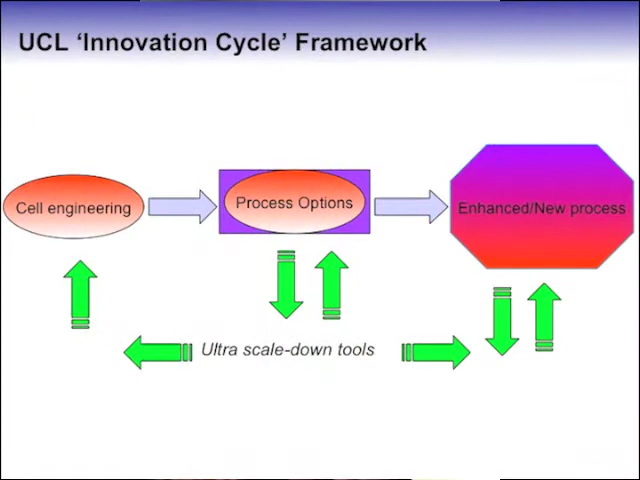 UCL ‘Innovation Cycle’ Framework
Cell engineering
Process Options
Enhanced/New process
Ultra scale-down tools